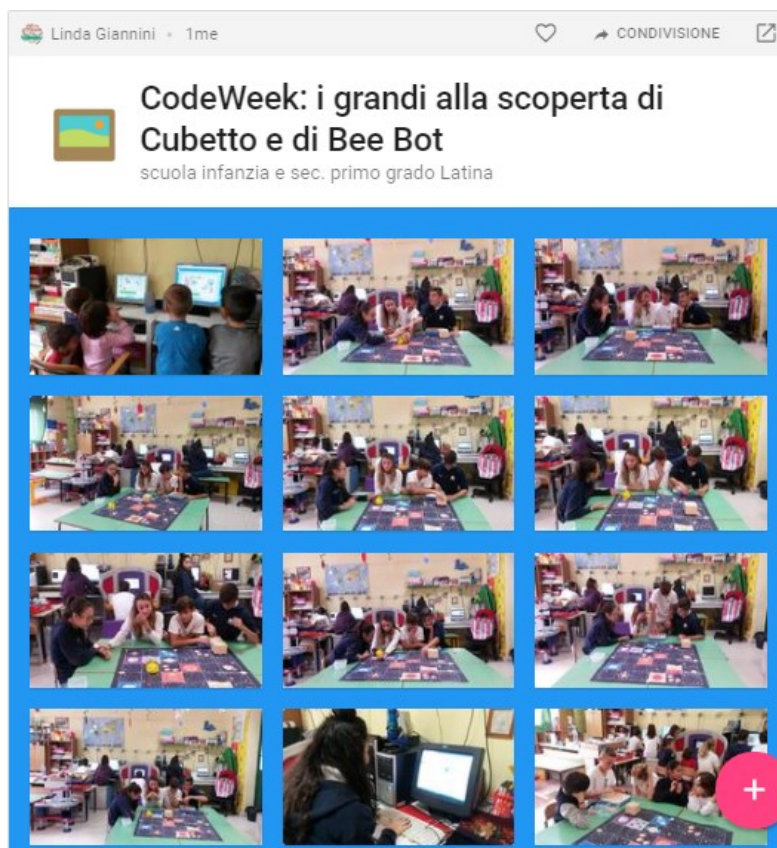 Linda Giannini • 1me
CONDIVISIONE
CodeWeek: i grandi alla scoperta di
Cubetto e di Bee Bot
scuola infanzia e sec. primo grado Latina
+